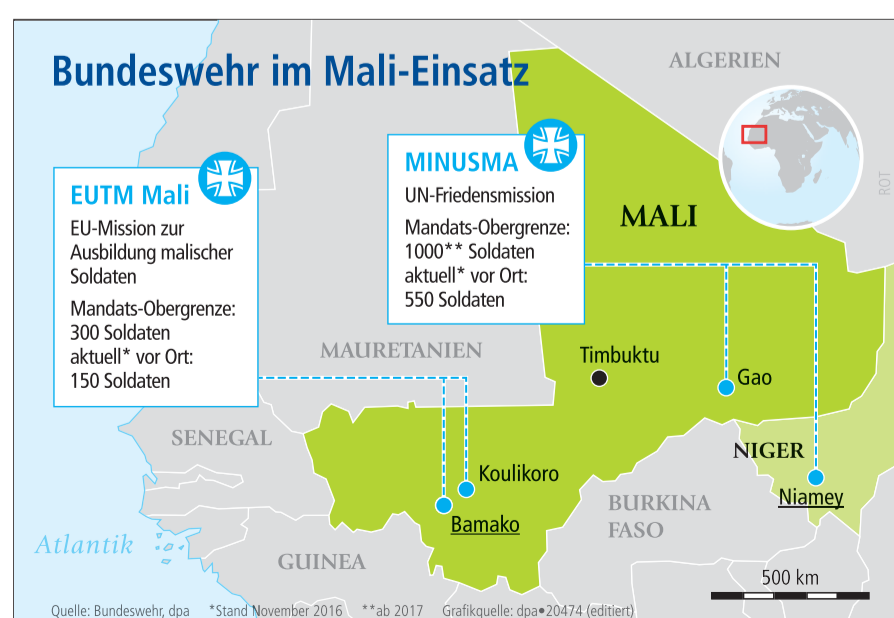 Bundeswehr im Mali-Einsatz
ALGERIEN
ROT
EUTM Mali
EU-Mission zur
Ausbildung malischer
Soldaten
Mandats-Obergrenze:
300 Soldaten
aktuell* vor Ort:
150 Soldaten
MINUSMA
UN-Friedensmission
Mandats-Obergrenze:
1000** Soldaten
aktuell* vor Ort:
550 Soldaten
MALI
MAURETANIEN
Timbuktu
Gao
SENEGAL
NIGER
Koulikoro
Niamey
Bamako
BURKINA
FASO
Atlantik
GUINEA
500 km
Quelle: Bundeswehr, dpa *Stand November 2016 **ab 2017 Grafikquelle: dpa•20474 (editiert)